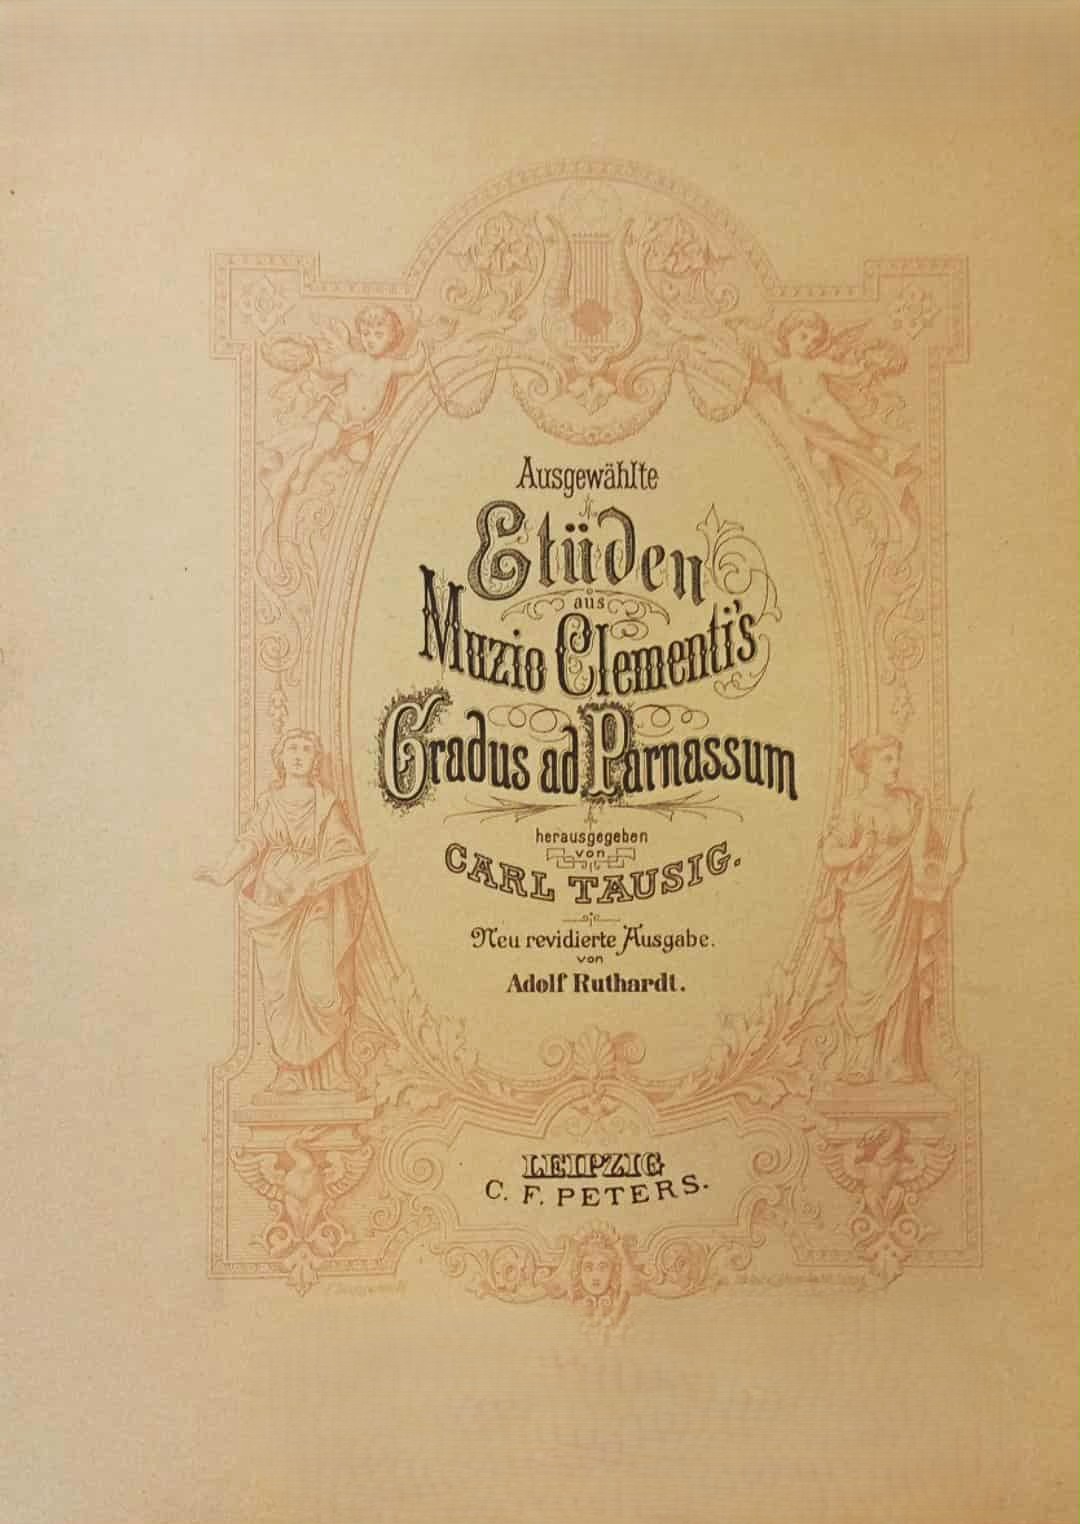 Ausgewählte
Etüden
aus
Muzio Clementi's
Gradus ad Parnassum
herausgegeben
von
CARL TAUSIG.
Neu revidierte Ausgabe.
von
Adolf Ruthardt.
LEIPZIG
C. F. PETERS.